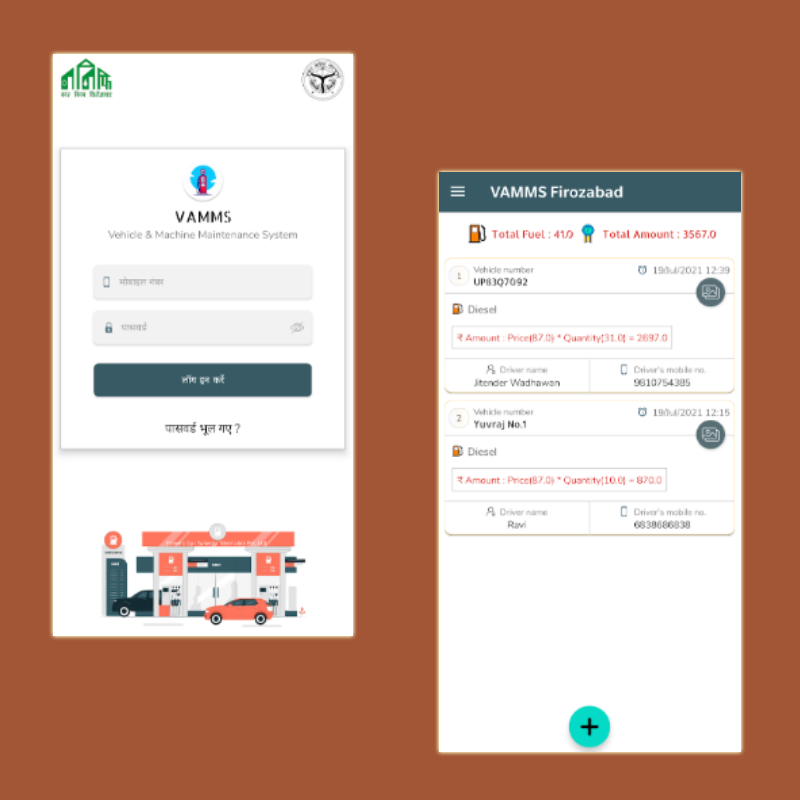 नगर निगम फिरोजाबाद
VAMMS
Vehicle & Machine Maintenance System
मोबाइल नंबर
पासवर्ड
लॉग इन करें
पासवर्ड भूल गए ?
VAMMS Firozabad
Total Fuel : 41.0 Total Amount : 3567.0
1 Vehicle number 19/Jul/2021 12:39
UP83Q7092
Diesel
₹ Amount : Price(87.0) * Quantity(31.0) = 2697.0
Driver name Driver's mobile no.
Jitender Wadhawan 9810754385
2 Vehicle number 19/Jul/2021 12:15
Yuvraj No.1
Diesel
₹ Amount : Price(87.0) * Quantity(10.0) = 870.0
Driver name Driver's mobile no.
Ravi 6838686838